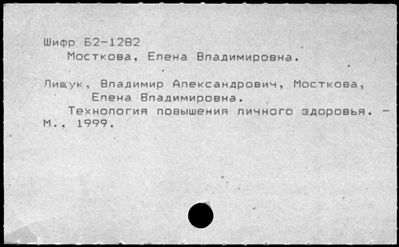 Шифр Б2-1282
Мосткова, Елена Владимировна.
Лищук, Владимир Александрович, Мосткова,
Елена Владимировна.
Технология повышения личного здоровья. -
М., 1999.